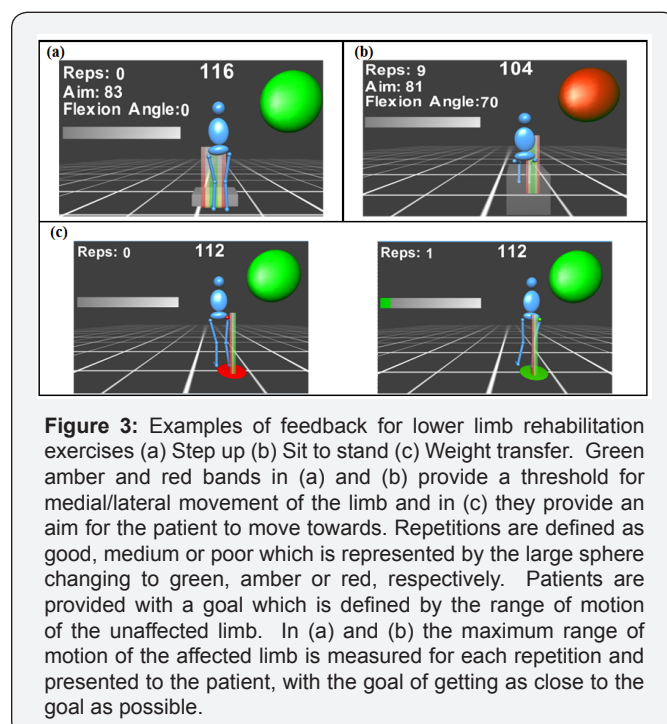 (a)
Reps: 0
116
Aim: 83
Flexion Angle:0
(b)
Reps: 9
104
Aim: 81
Flexion Angle:70
(c)
Reps: 0
112
Reps: 1
112
Figure 3: Examples of feedback for lower limb rehabilitation
exercises (a) Step up (b) Sit to stand (c) Weight transfer. Green
amber and red bands in (a) and (b) provide a threshold for
medial/lateral movement of the limb and in (c) they provide an
aim for the patient to move towards. Repetitions are defined as
good, medium or poor which is represented by the large sphere
changing to green, amber or red, respectively. Patients are
provided with a goal which is defined by the range of motion
of the unaffected limb. In (a) and (b) the maximum range of
motion of the affected limb is measured for each repetition and
presented to the patient, with the goal of getting as close to the
goal as possible.